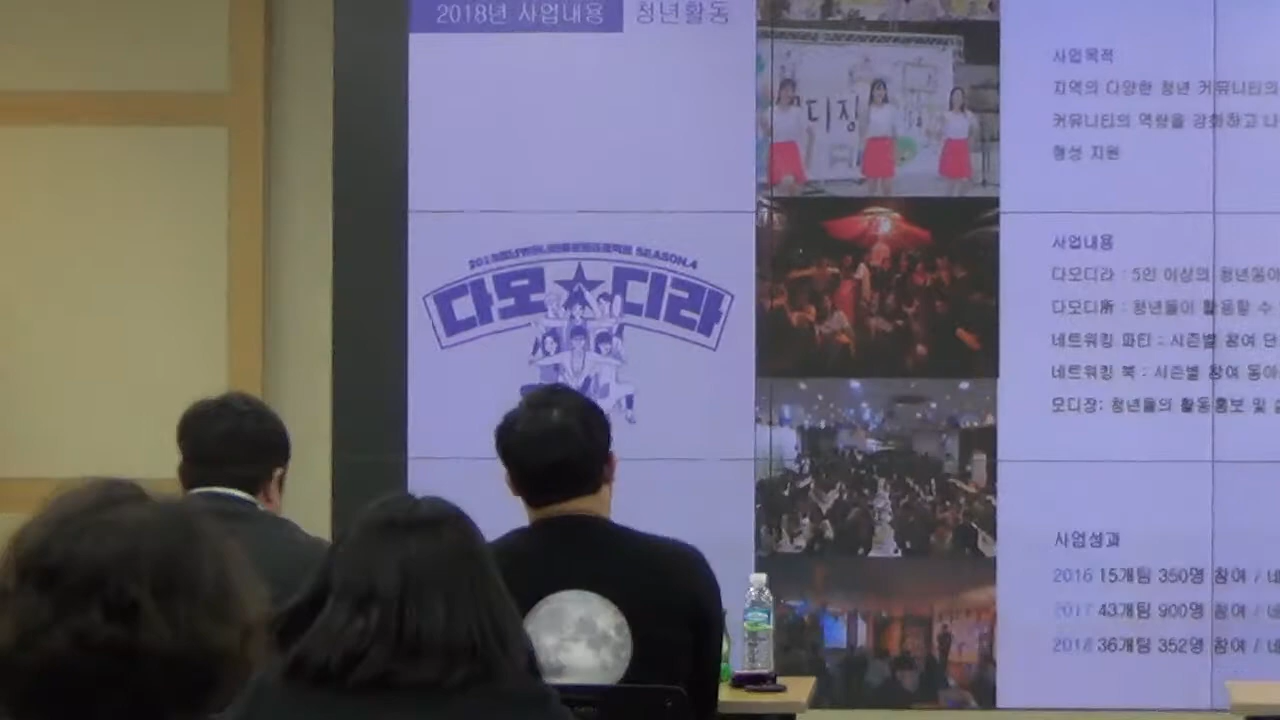 2018년 사업내용 청년활동
SEASON.4
다모★디라
디징
사업목적
지역의 다양한 청년 커뮤니티의
커뮤니티의 역량을 강화하고 나
형성 지원
사업내용
다모디라 : 5인 이상의 청년동아
다모디所 : 청년들이 활용할 수
네트워킹 파티 : 시즌별 참여 단
네트워킹 북 : 시즌별 참여 동아
모디장: 청년들의 활동홍보 및
사업성과
2016 15개팀 350명 참여 / 네
2017 43개팀 900명 참여 / 네
2018 36개팀 352명 참여 / 네